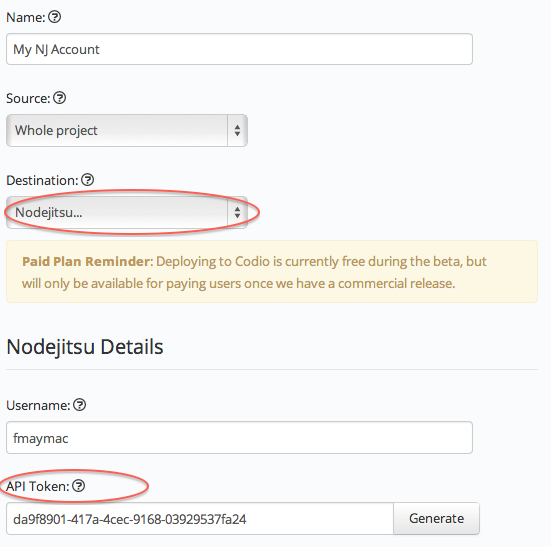 Name:
My NJ Account
Source:
Whole project
Destination:
Nodejitsu...
Paid Plan Reminder: Deploying to Codio is currently free during the beta, but
will only be available for paying users once we have a commercial release.
Nodejitsu Details
Username:
fmaymac
API Token:
da9f8901-417a-4cec-9168-03929537fa24 Generate